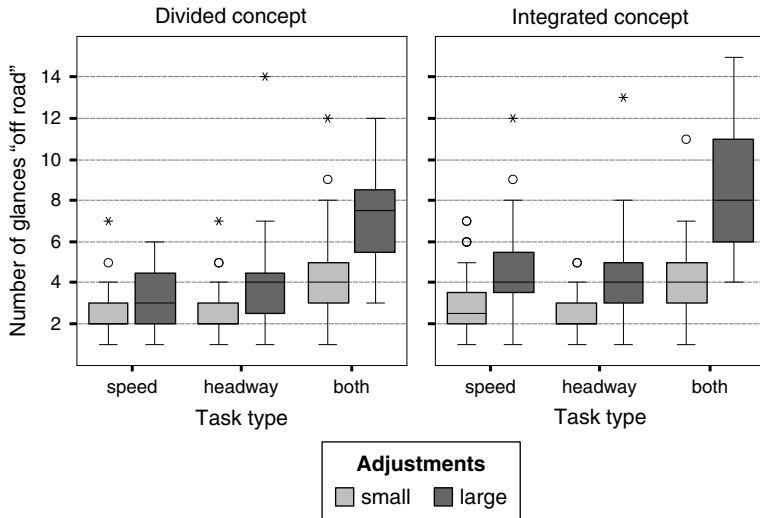 Divided concept
Integrated concept
Number of glances “off road”
14
12
10
8
6
4
2
speed headway both
speed headway both
Task type
Task type
Adjustments
small large